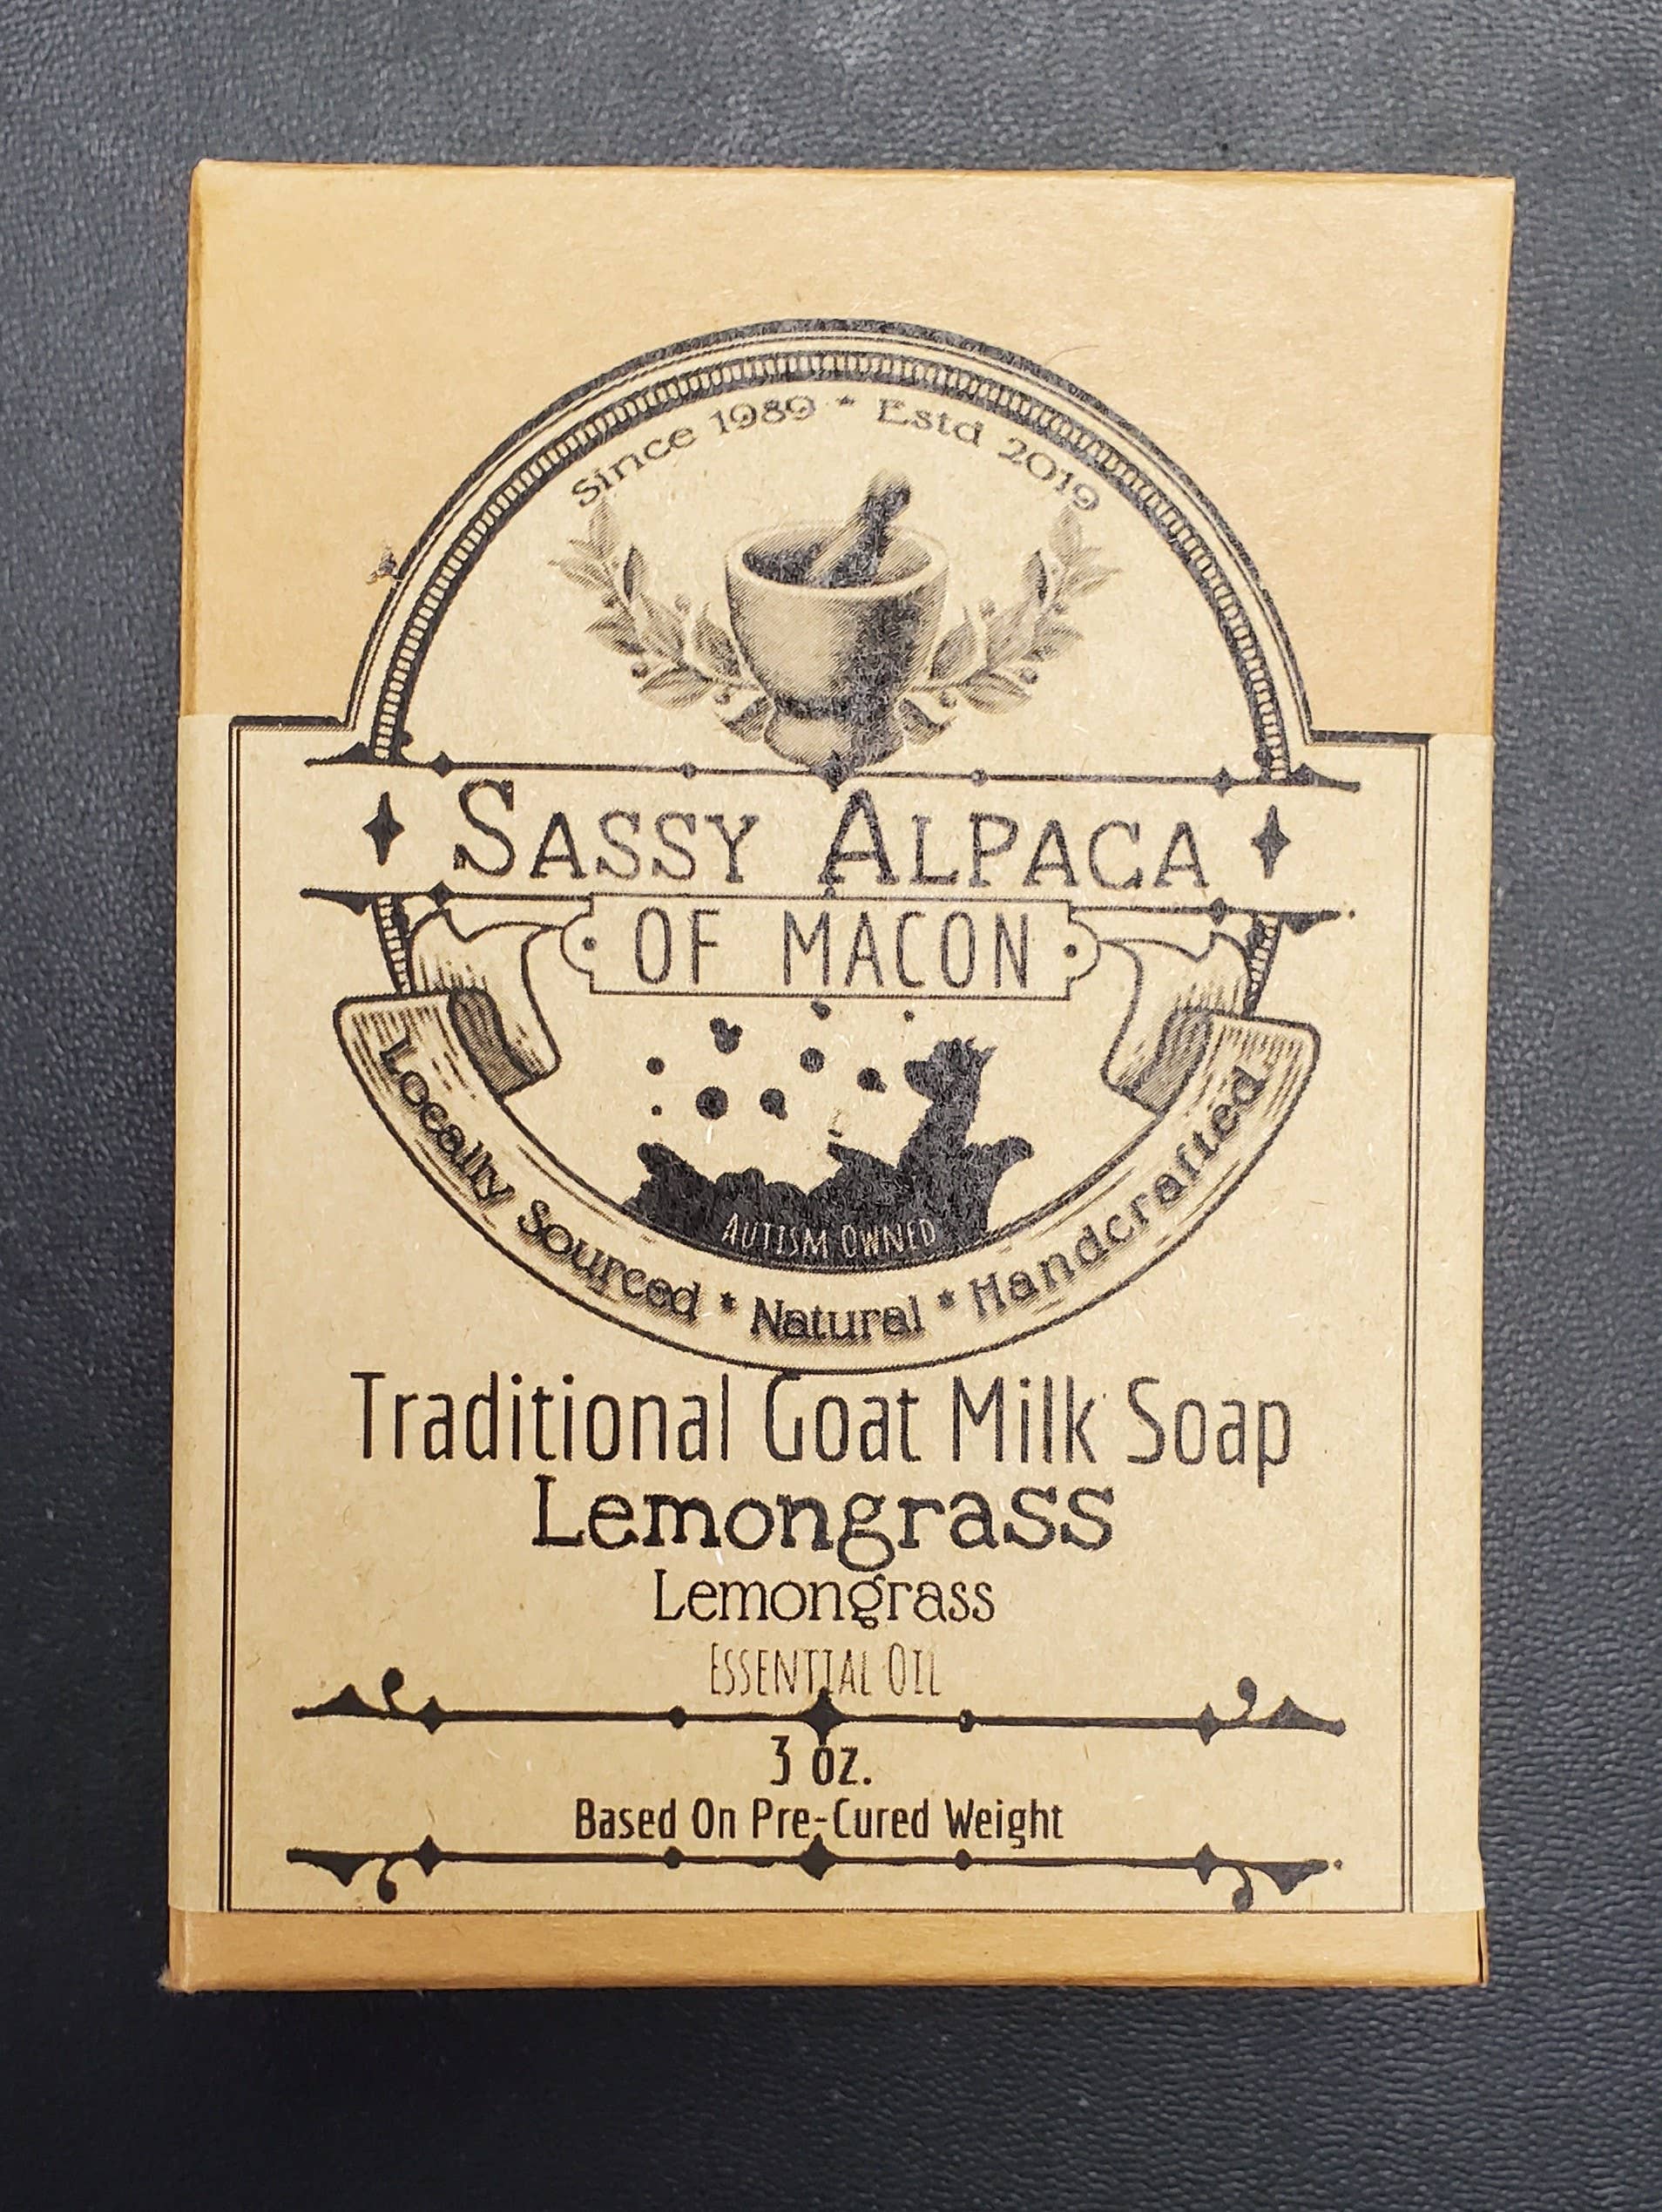 Since 1989 * Estd 2019
SASSY ALPACA
OF MACON
AUTISM OWNED
Locally Sourced * Natural * Handcrafted
Traditional Goat Milk Soap
Lemongrass
Lemongrass
ESSENTIAL OIL
3 oz.
Based On Pre-Cured Weight